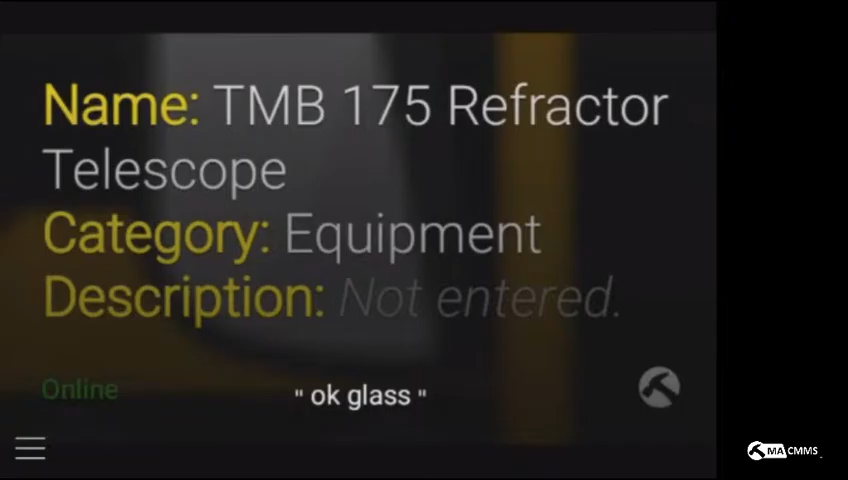 Name: TMB 175 Refractor
Telescope
Category: Equipment
Description: Not entered.
Online
" ok glass "
MA CMMS